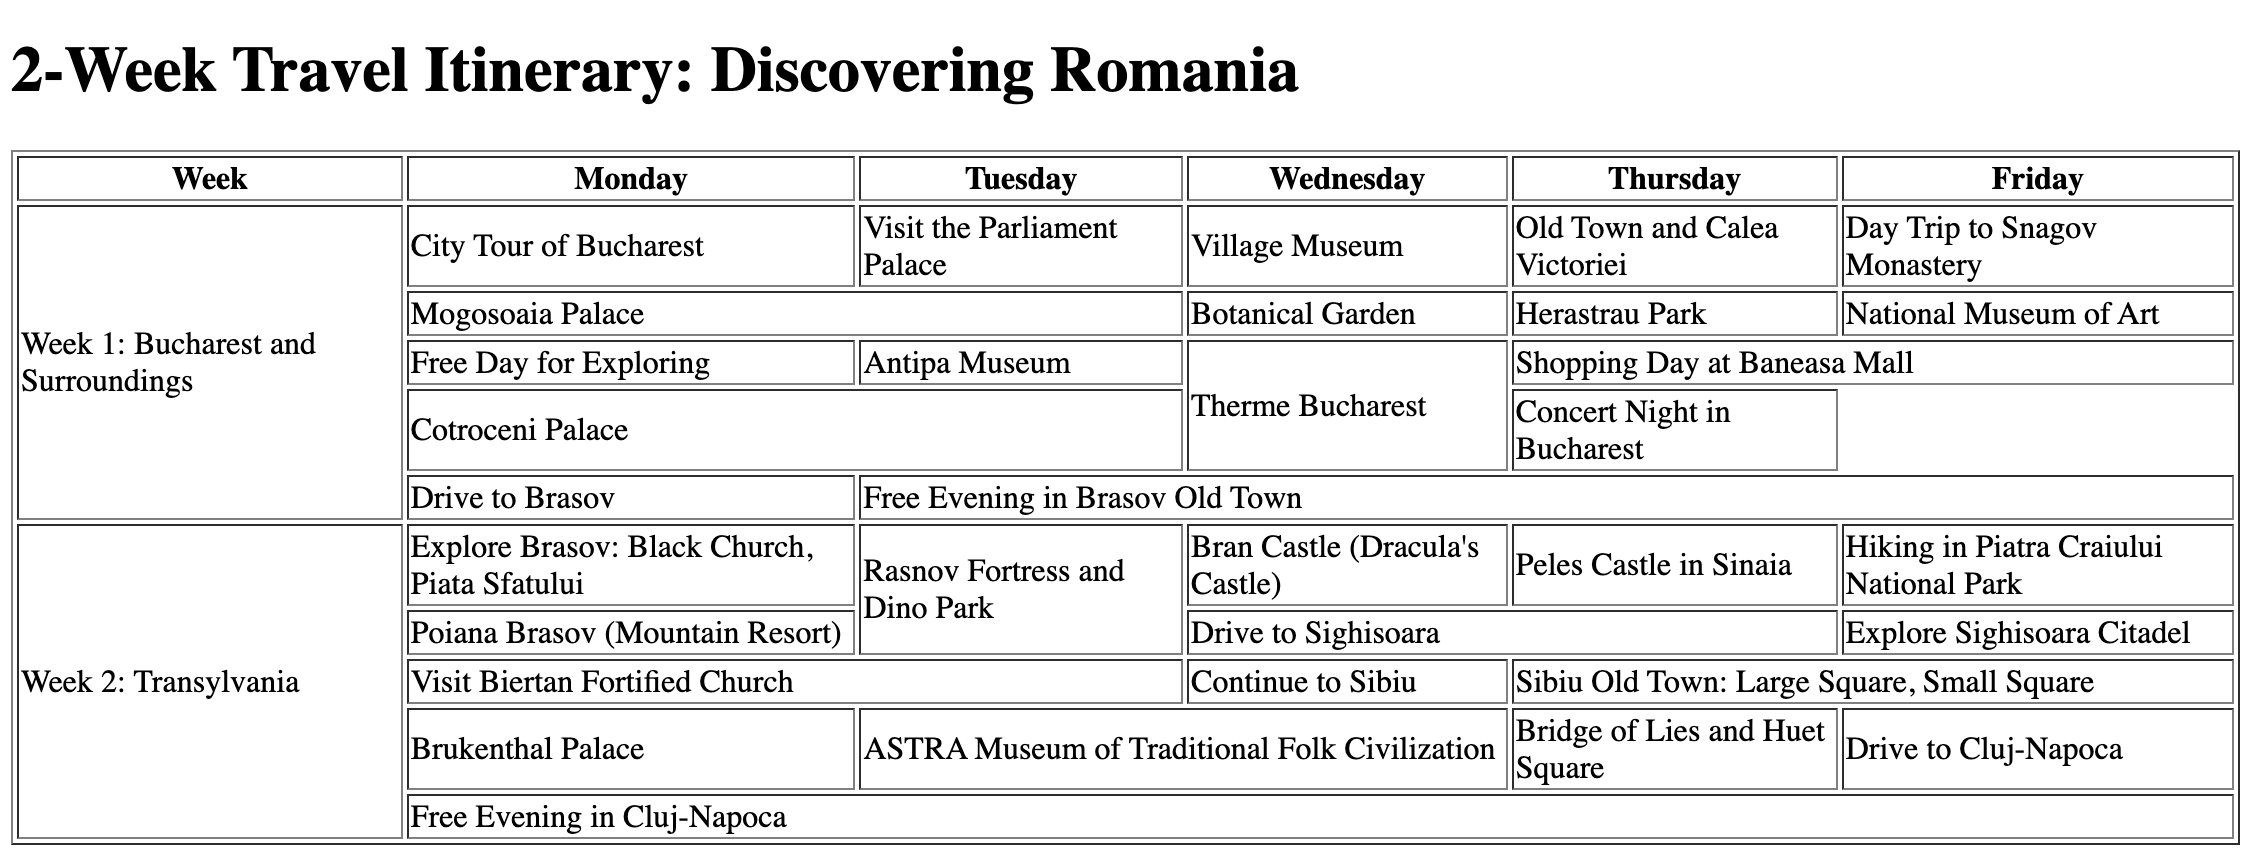 2-Week Travel Itinerary: Discovering Romania
Week Monday Tuesday Wednesday Thursday Friday
Week 1: Bucharest and
Surroundings
City Tour of Bucharest
Visit the Parliament
Palace
Village Museum
Old Town and Calea
Victoriei
Day Trip to Snagov
Monastery
Mogosoaia Palace
Botanical Garden
Herastrau Park
National Museum of Art
Free Day for Exploring
Antipa Museum
Therme Bucharest
Shopping Day at Baneasa Mall
Cotroceni Palace
Concert Night in
Bucharest
Drive to Brasov
Free Evening in Brasov Old Town
Week 2: Transylvania
Explore Brasov: Black Church,
Piata Sfatului
Rasnov Fortress and
Dino Park
Bran Castle (Dracula's
Castle)
Peles Castle in Sinaia
Hiking in Piatra Craiului
National Park
Poiana Brasov (Mountain Resort)
Drive to Sighisoara
Explore Sighisoara Citadel
Visit Biertan Fortified Church
Continue to Sibiu
Sibiu Old Town: Large Square, Small Square
Brukenthal Palace
ASTRA Museum of Traditional Folk Civilization
Bridge of Lies and Huet
Square
Drive to Cluj-Napoca
Free Evening in Cluj-Napoca